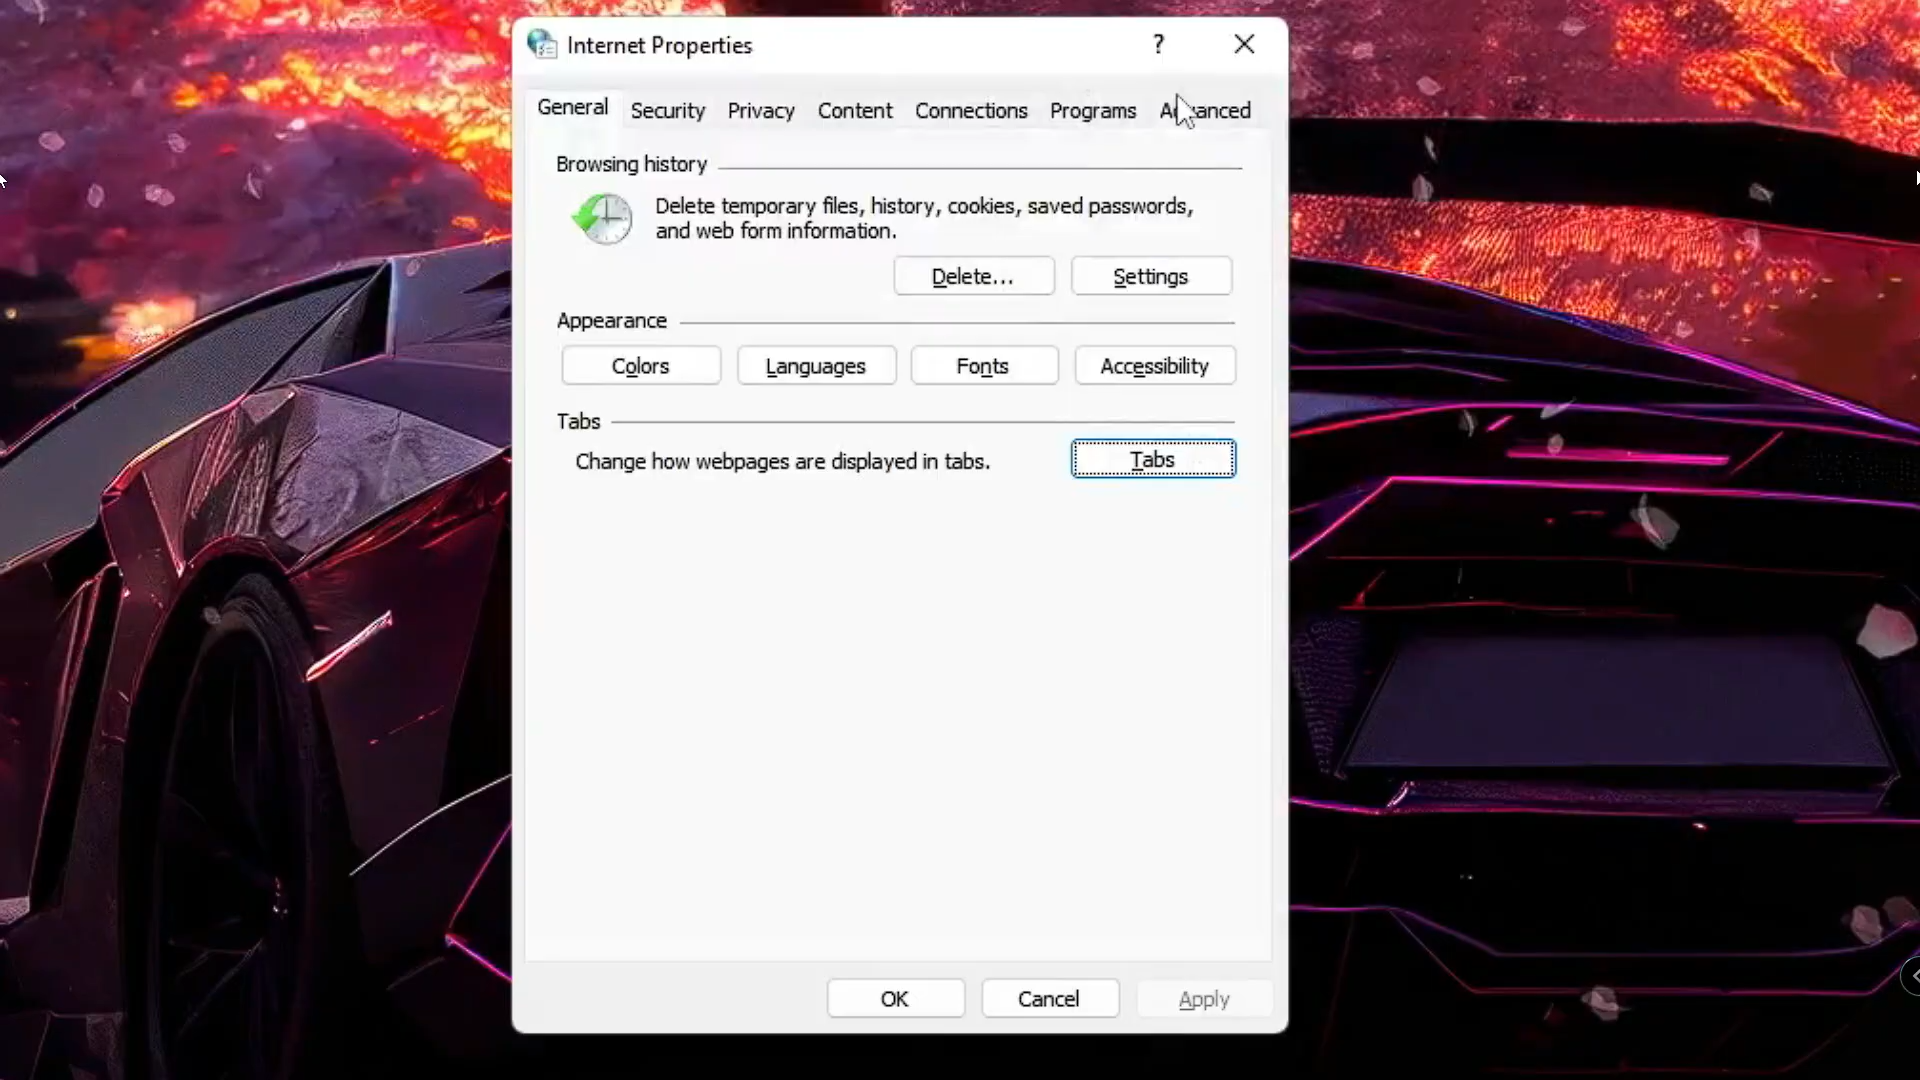 Internet Properties
?
General Security Privacy Content Connections Programs Advanced
Browsing history
Delete temporary files, history, cookies, saved passwords,
and web form information.
Delete... Settings
Appearance
Colors Languages Fonts Accessibility
Tabs
Change how webpages are displayed in tabs. Tabs
OK Cancel Apply